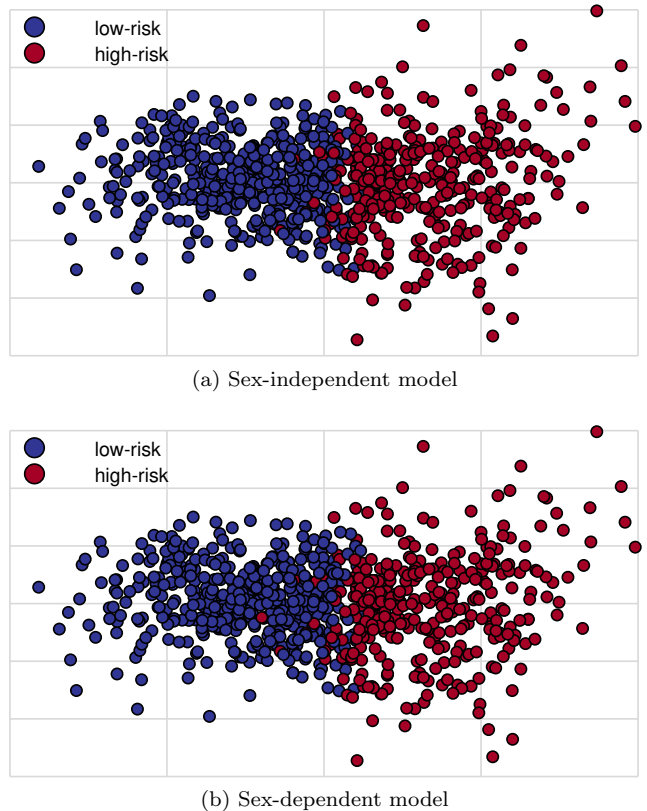 low-risk
high-risk
(a) Sex-independent model
low-risk
high-risk
(b) Sex-dependent model